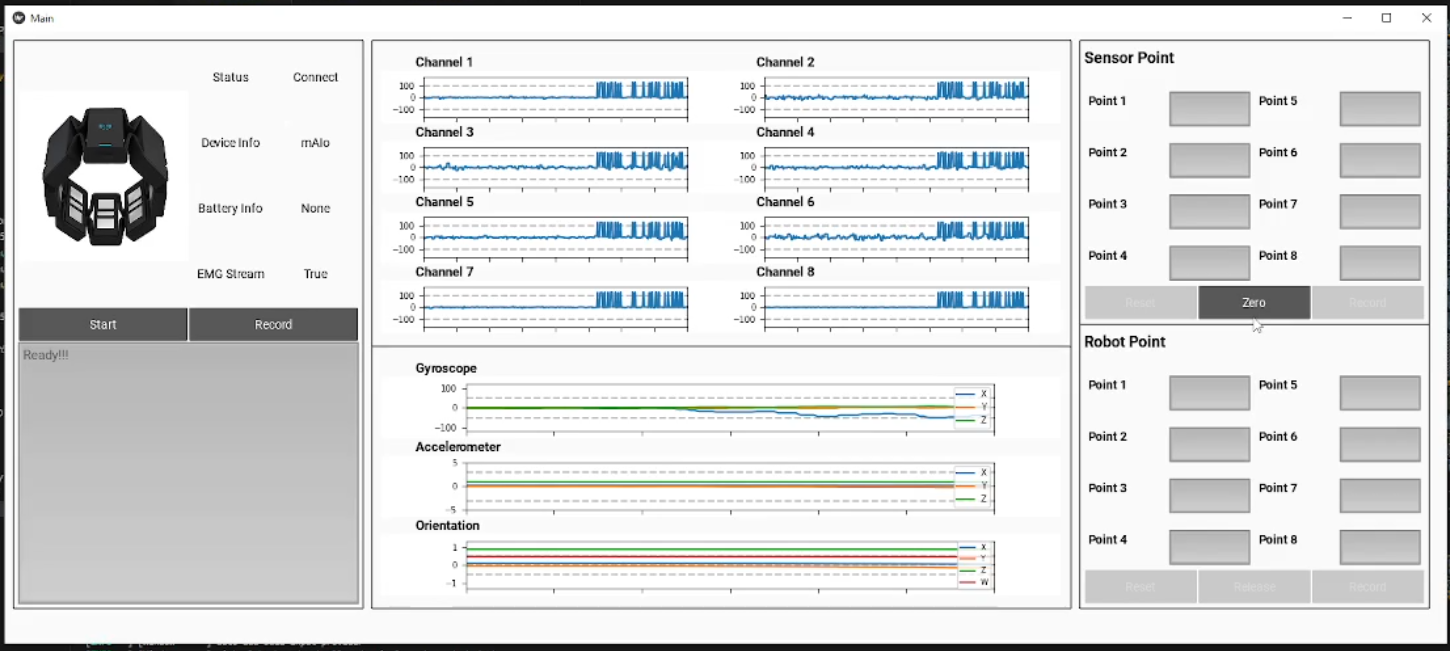 Main
Status Connect
Device Info mAlo
Battery Info None
EMG Stream True
Start Record
Ready!!!
Channel 1 Channel 2
100 100
0 0
-100 -100
Channel 3 Channel 4
100 100
0 0
-100 -100
Channel 5 Channel 6
100 100
0 0
-100 -100
Channel 7 Channel 8
100 100
0 0
-100 -100
Gyroscope
100
0
-100
X
Y
Z
Accelerometer
5
0
-5
X
Y
Z
Orientation
1
0
-1
X
Y
Z
W
Sensor Point
Point 1 Point 5
Point 2 Point 6
Point 3 Point 7
Point 4 Point 8
Reset Zero Record
Robot Point
Point 1 Point 5
Point 2 Point 6
Point 3 Point 7
Point 4 Point 8
Reset Release Record